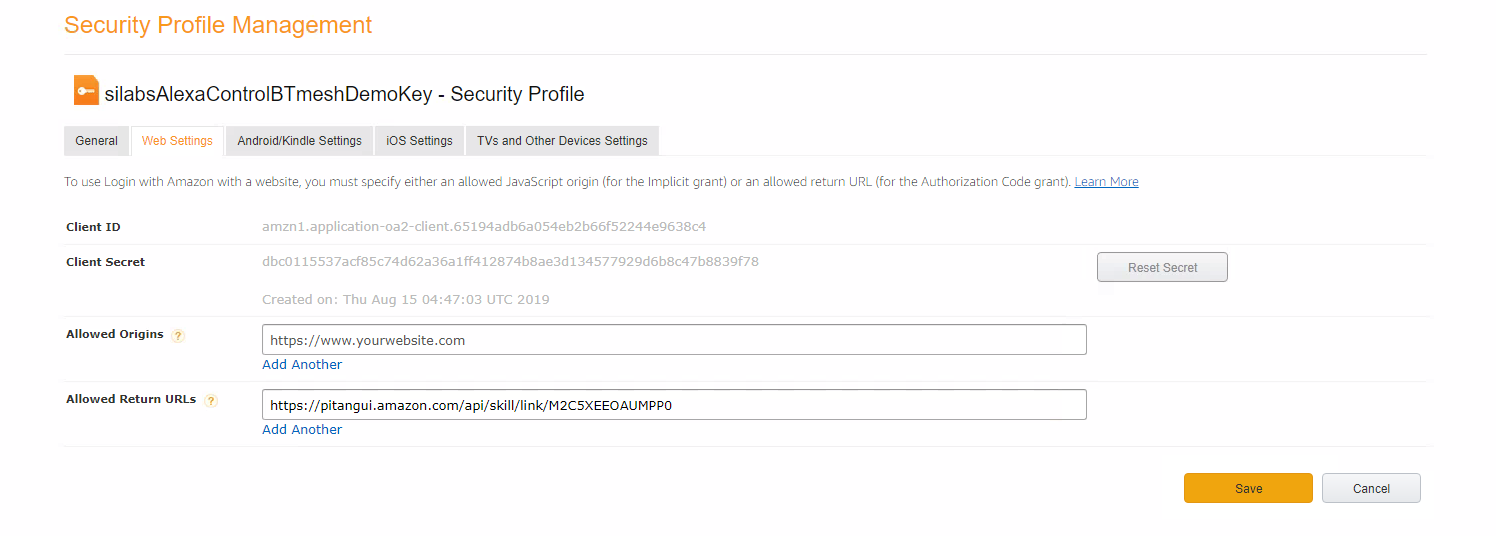 Security Profile Management
silabsAlexaControlBTmeshDemoKey - Security Profile
General Web Settings Android/Kindle Settings iOS Settings TVs and Other Devices Settings
To use Login with Amazon with a website, you must specify either an allowed JavaScript origin (for the Implicit grant) or an allowed return URL (for the Authorization Code grant). Learn More
Client ID amzn1.application-oa2-client.65194adb6a054eb2b66f52244e9638c4
Client Secret dbc0115537acf85c74d62a36a1ff412874b8ae3d134577929d6b8c47b8839f78 Reset Secret
Created on: Thu Aug 15 04:47:03 UTC 2019
Allowed Origins ? https://www.yourwebsite.com
Add Another
Allowed Return URLs ? https://pitangui.amazon.com/api/skill/link/M2C5XEEOAUMPP0
Add Another
Save Cancel